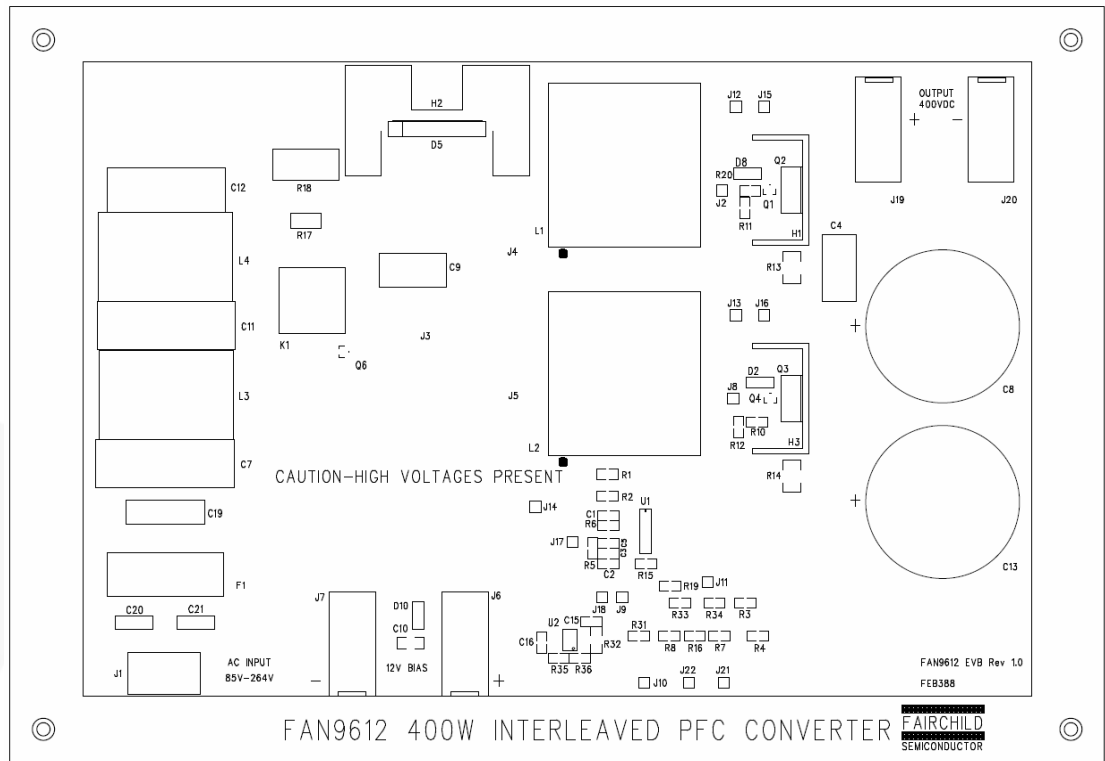 H2
D5
R18
C12
R17
L4
C9
C11
K1
Q6
J3
L3
C7
C19
F1
C20
C21
J1
AC INPUT
85V-264V
CAUTION-HIGH VOLTAGES PRESENT
J4
L1
J5
L2
J12
J15
D8
Q2
R20
J2
Q1
R11
H1
R13
OUTPUT
400VDC
+ -
J19
J20
C4
J13
J16
+
C8
D2
Q3
J8
Q4
R10
R12
H3
R14
+
C13
R1
R2
U1
J14
C1
R6
J17
C5
C3
R5
C2
R15
J11
R19
J18
J9
R33
R34
R3
J7
D10
J6
C10
12V BIAS
- +
U2
C15
C16
R32
R35
R36
R31
R8
R16
R7
R4
J10
J22
J21
FAN9612 EVB Rev 1.0
FEB388
FAN9612 400W INTERLEAVED PFC CONVERTER
FAIRCHILD
SEMICONDUCTOR